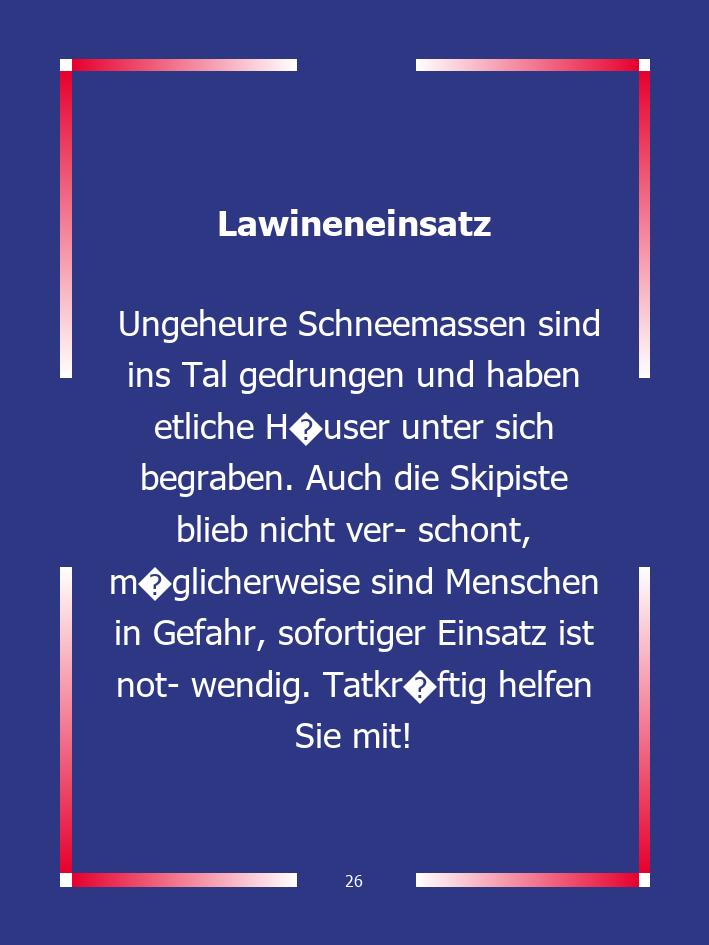 Lawineneinsatz
Ungeheure Schneemassen sind
ins Tal gedrungen und haben
etliche H�user unter sich
begraben. Auch die Skipiste
blieb nicht ver- schont,
m�glicherweise sind Menschen
in Gefahr, sofortiger Einsatz ist
not- wendig. Tatkr�ftig helfen
Sie mit!
26